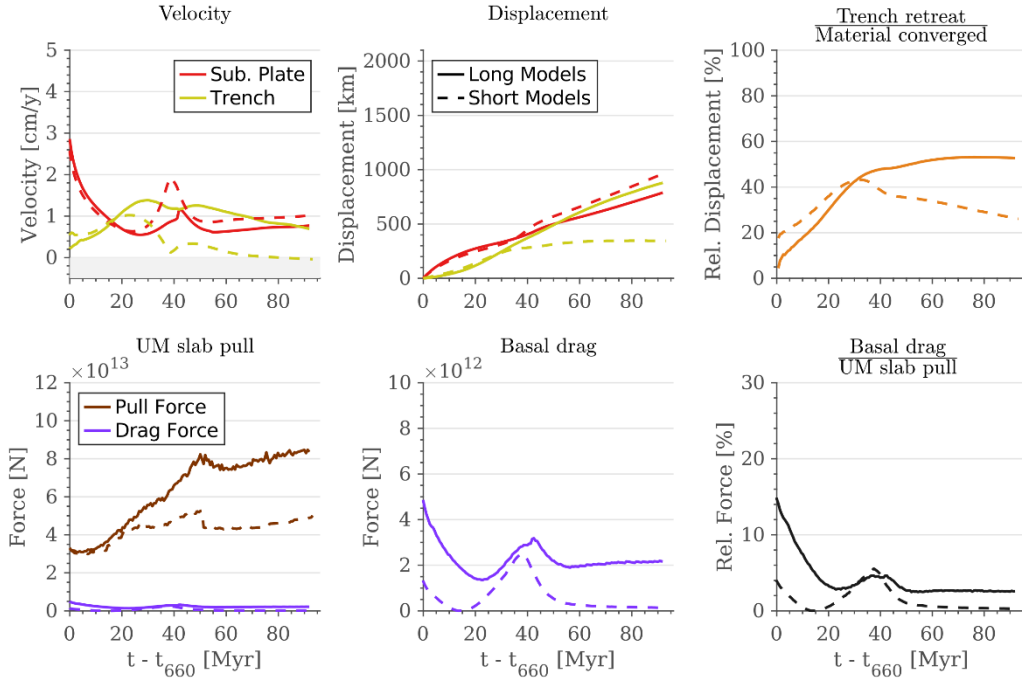 Velocity
Displacement
Trench retreat
Material converged
5
4
3
2
1
0
Velocity [cm/y]
Sub. Plate
Trench
0 20 40 60 80
2000
1500
1000
500
0
Displacement [km]
Long Models
Short Models
0 20 40 60 80
100
80
60
40
20
0
Rel. Displacement [%]
0 20 40 60 80
UM slab pull
Basal drag
Basal drag
UM slab pull
×10^13
12
10
8
6
4
2
0
Force [N]
Pull Force
Drag Force
0 20 40 60 80
t - t_660 [Myr]
×10^12
10
8
6
4
2
0
Force [N]
0 20 40 60 80
t - t_660 [Myr]
30
20
10
0
Rel. Force [%]
0 20 40 60 80
t - t_660 [Myr]